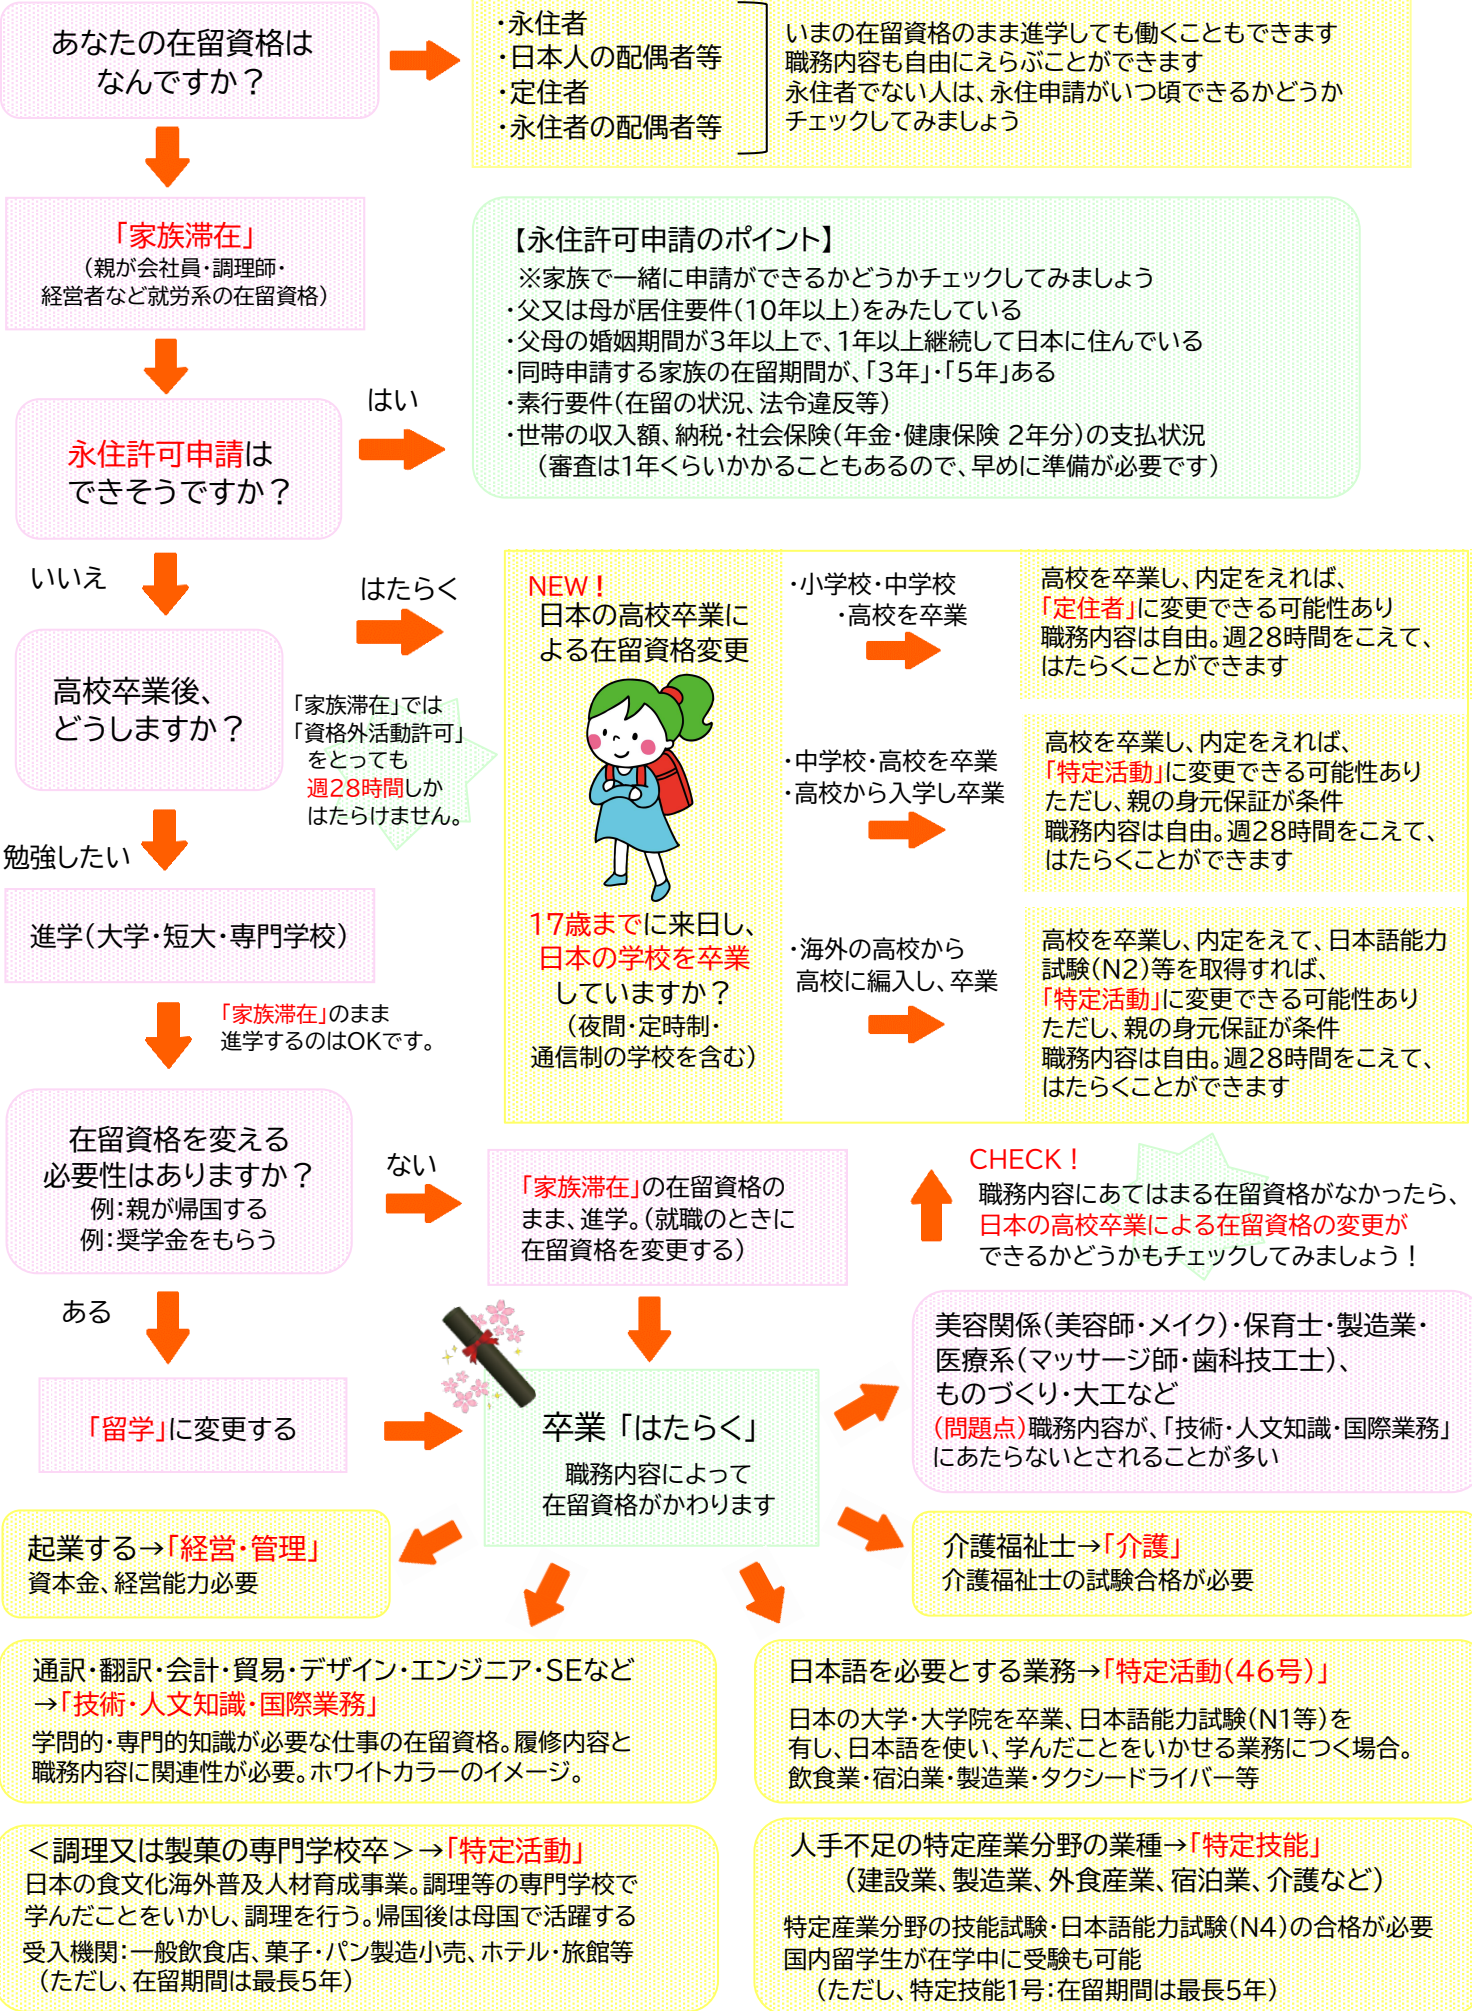 あなたの在留資格は
なんですか？
・永住者
・日本人の配偶者等
・定住者
・永住者の配偶者等
いまの在留資格のまま進学しても働くこともできます
職務内容も自由にえらぶことができます
永住者でない人は、永住申請がいつ頃できるかどうか
チェックしてみましょう
「家族滞在」
（親が会社員・調理師・
経営者など就労系の在留資格）
【永住許可申請のポイント】
※家族で一緒に申請ができるかどうかチェックしてみましょう
・父又は母が居住要件（10年以上）をみたしている
・父母の婚姻期間が3年以上で、1年以上継続して日本に住んでいる
・同時申請する家族の在留期間が、「3年」・「5年」ある
・素行要件（在留の状況、法令違反等）
・世帯の収入額、納税・社会保険（年金・健康保険 2年分）の支払状況
（審査は1年くらいかかることもあるので、早めに準備が必要です）
永住許可申請は
できそうですか？
はい
いいえ
高校卒業後、
どうしますか？
はたらく
「家族滞在」では
「資格外活動許可」
をとっても
週28時間しか
はたらけません。
NEW！
日本の高校卒業に
よる在留資格変更
17歳までに来日し、
日本の学校を卒業
していますか？
（夜間・定時制・
通信制の学校を含む）
・小学校・中学校
・高校を卒業
高校を卒業し、内定をえれば、
「定住者」に変更できる可能性あり
職務内容は自由。週28時間をこえて、
はたらくことができます
・中学校・高校を卒業
・高校から入学し卒業
高校を卒業し、内定をえれば、
「特定活動」に変更できる可能性あり
ただし、親の身元保証が条件
職務内容は自由。週28時間をこえて、
はたらくことができます
・海外の高校から
高校に編入し、卒業
高校を卒業し、内定をえて、日本語能力
試験（N2）等を取得すれば、
「特定活動」に変更できる可能性あり
ただし、親の身元保証が条件
職務内容は自由。週28時間をこえて、
はたらくことができます
勉強したい
進学（大学・短大・専門学校）
「家族滞在」のまま
進学するのはOKです。
在留資格を変える
必要性はありますか？
例：親が帰国する
例：奨学金をもらう
ない
「家族滞在」の在留資格の
まま、進学。（就職のときに
在留資格を変更する）
CHECK！
職務内容にあてはまる在留資格がなかったら、
日本の高校卒業による在留資格の変更が
できるかどうかもチェックしてみましょう！
ある
「留学」に変更する
卒業「はたらく」
職務内容によって
在留資格がかわります
美容関係（美容師・メイク）・保育士・製造業・
医療系（マッサージ師・歯科技工士）、
ものづくり・大工など
（問題点）職務内容が、「技術・人文知識・国際業務」
にあたらないとされることが多い
起業する→「経営・管理」
資本金、経営能力必要
介護福祉士→「介護」
介護福祉士の試験合格が必要
通訳・翻訳・会計・貿易・デザイン・エンジニア・SEなど
→「技術・人文知識・国際業務」
学問的・専門的知識が必要な仕事の在留資格。履修内容と
職務内容に関連性が必要。ホワイトカラーのイメージ。
日本語を必要とする業務→「特定活動（46号）」
日本の大学・大学院を卒業、日本語能力試験（N1等）を
有し、日本語を使い、学んだことをいかせる業務につく場合。
飲食業・宿泊業・製造業・タクシードライバー等
＜調理又は製菓の専門学校卒＞→「特定活動」
日本の食文化海外普及人材育成事業。調理等の専門学校で
学んだことをいかし、調理を行う。帰国後は母国で活躍する
受入機関：一般飲食店、菓子・パン製造小売、ホテル・旅館等
（ただし、在留期間は最長5年）
人手不足の特定産業分野の業種→「特定技能」
（建設業、製造業、外食産業、宿泊業、介護など）
特定産業分野の技能試験・日本語能力試験（N4）の合格が必要
国内留学生が在学中に受験も可能
（ただし、特定技能1号：在留期間は最長5年）